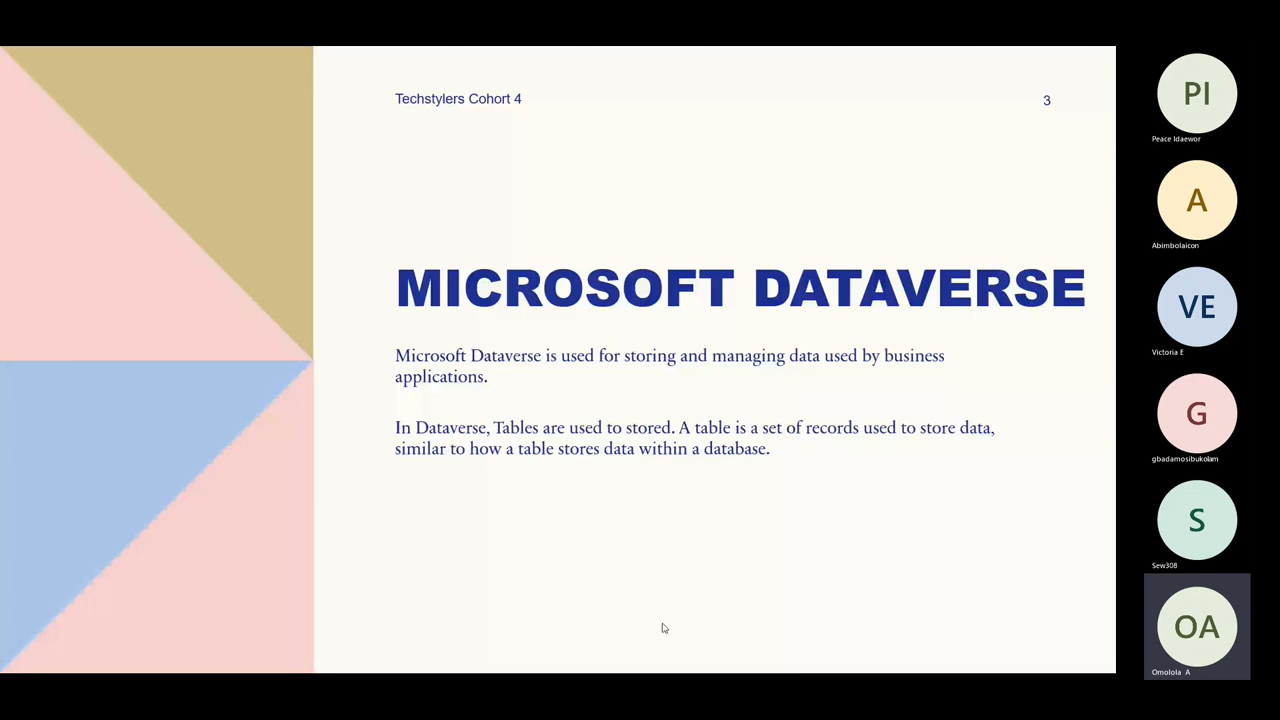 Techstylers Cohort 4
3
MICROSOFT DATAVERSE
Microsoft Dataverse is used for storing and managing data used by business
applications.
In Dataverse, Tables are used to stored. A table is a set of records used to store data,
similar to how a table stores data within a database.
PI
Peace Idaewor
A
Abimbolaicon
VE
Victoria E
G
gbadamosibukolam
S
Sew308
OA
Omolola A